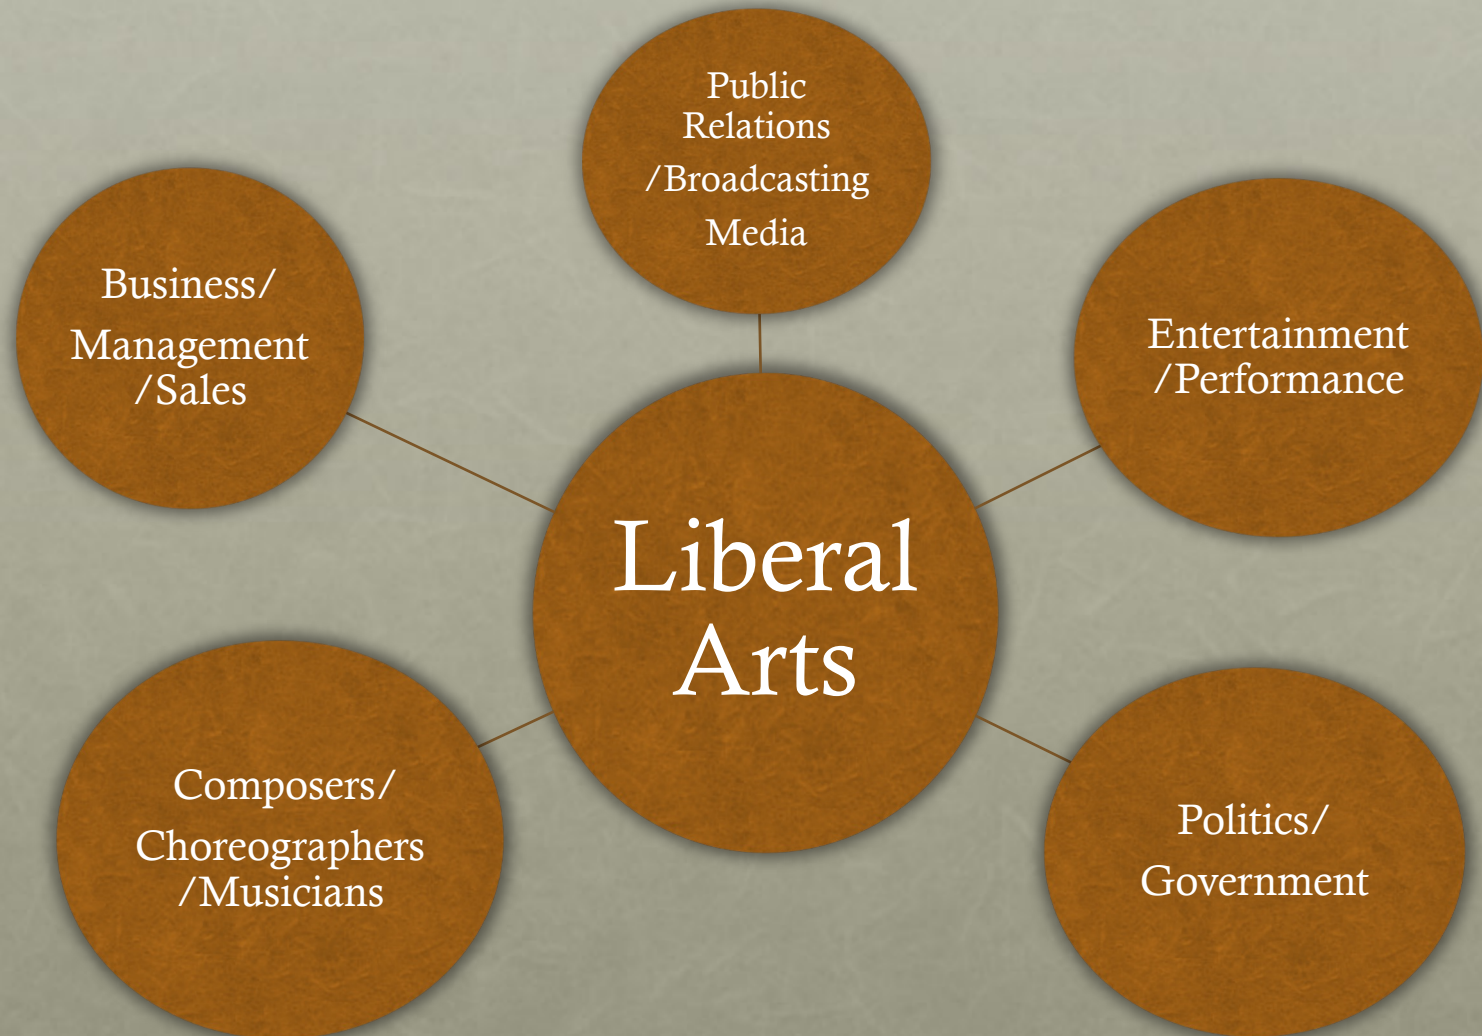 Public
Relations
/Broadcasting
Media
Business/
Management
/Sales
Entertainment
/Performance
Liberal
Arts
Composers/
Choreographers
/Musicians
Politics/
Government